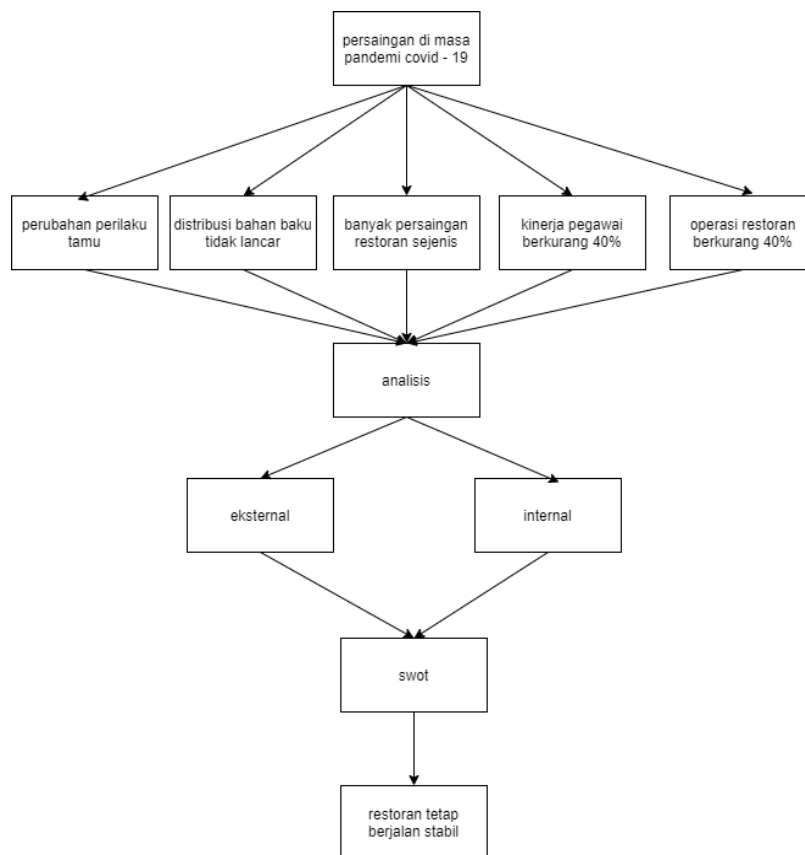 persaingan di masa
pandemi covid - 19
perubahan perilaku
tamu
distribusi bahan baku
tidak lancar
banyak persaingan
restoran sejenis
kinerja pegawai
berkurang 40%
operasi restoran
berkurang 40%
analisis
eksternal
internal
swot
restoran tetap
berjalan stabil